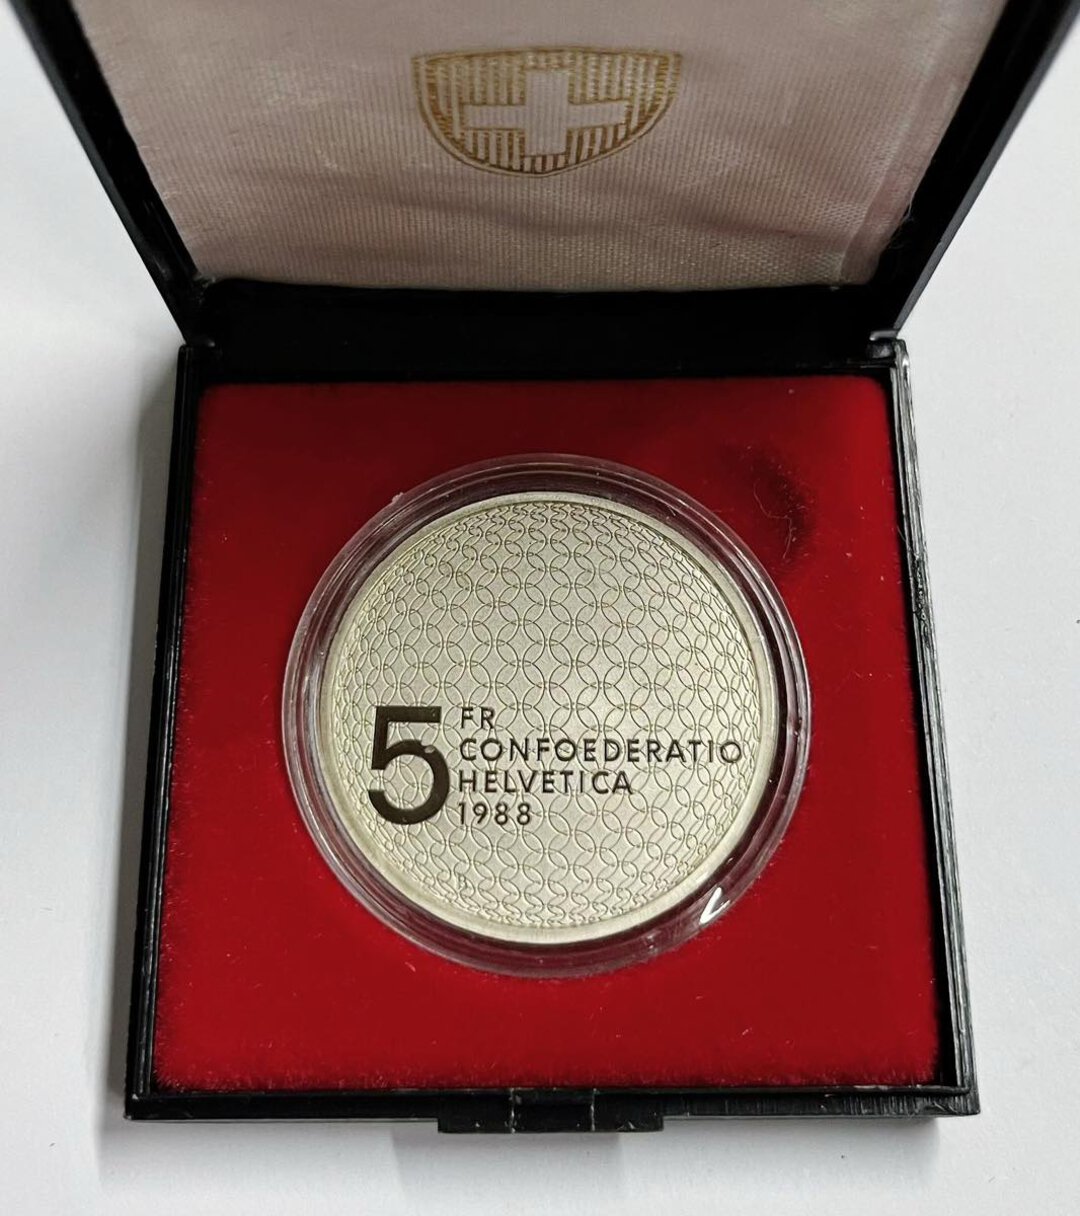 5 FR
CONFOEDERATIO
HELVETICA
1988
B